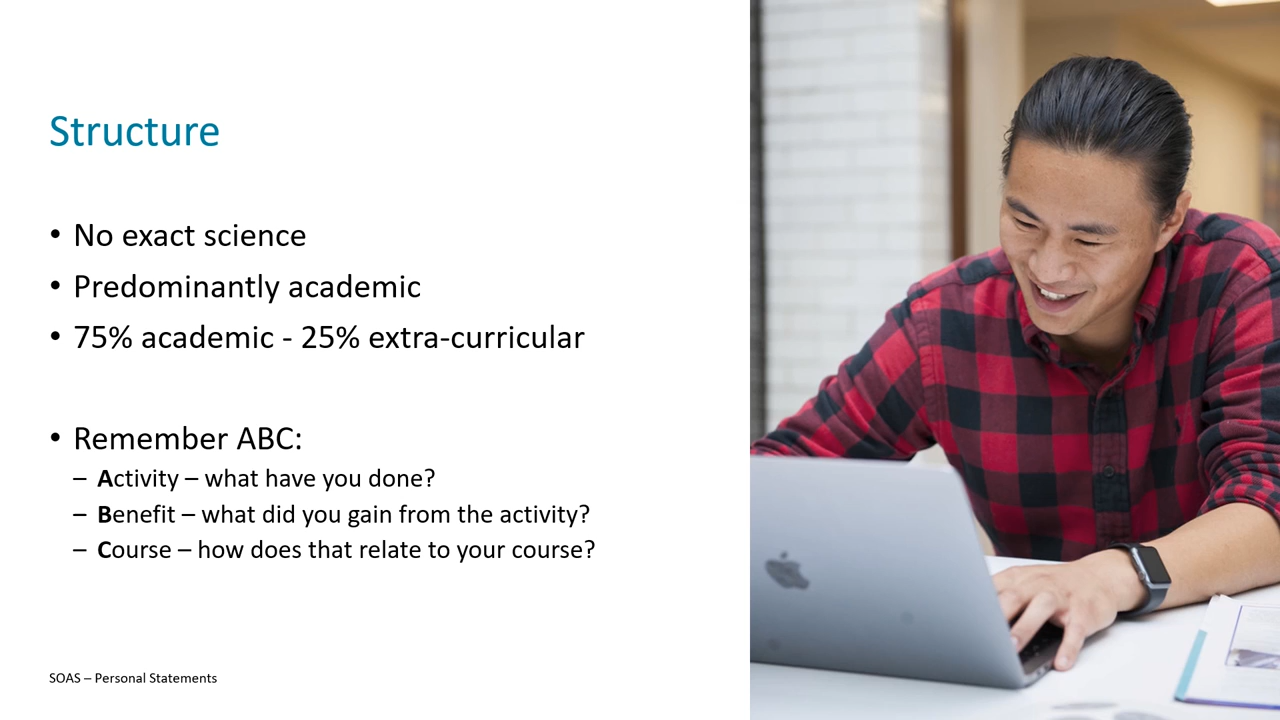 Structure
• No exact science
• Predominantly academic
• 75% academic - 25% extra-curricular
• Remember ABC:
– Activity – what have you done?
– Benefit – what did you gain from the activity?
– Course – how does that relate to your course?
SOAS – Personal Statements